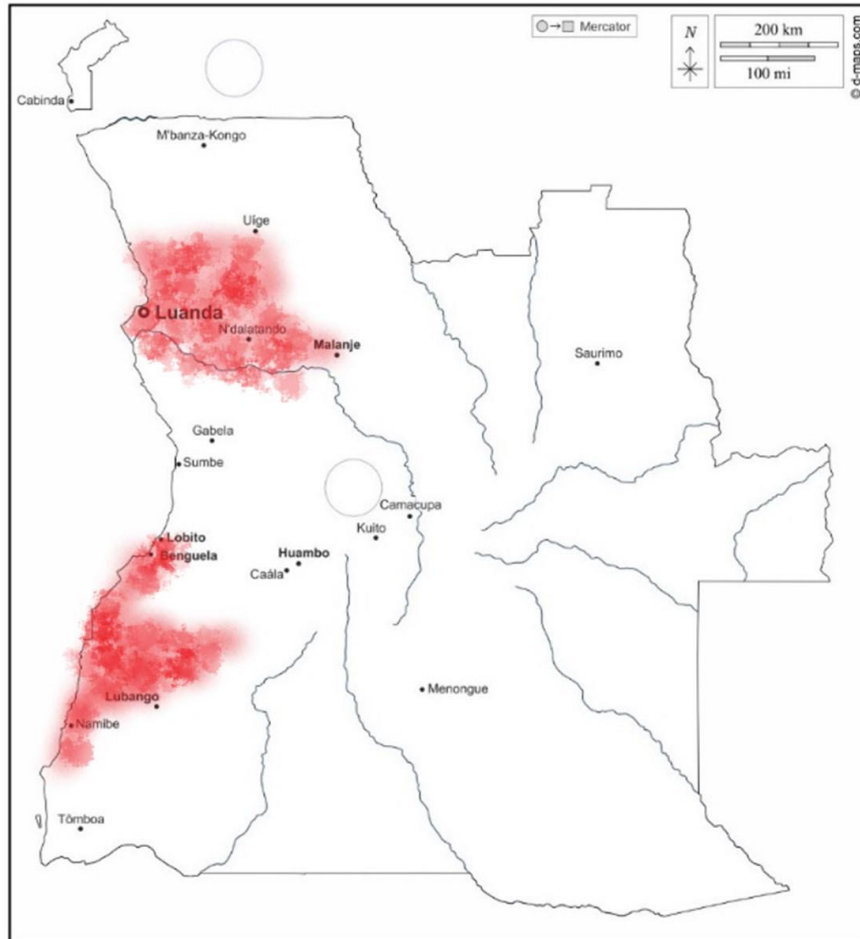 Mercator
N
200 km
100 mi
© d-maps.com
Cabinda
M'banza-Kongo
Uíge
Luanda
N'dalatando
Malanje
Saurimo
Gabela
Sumbe
Camacupa
Kuito
Lobito
Benguela
Huambo
Caála
Menongue
Lubango
Namibe
Tômboa